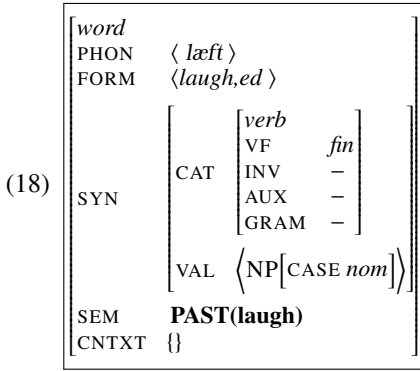 word
PHON ⟨ læft ⟩
FORM ⟨laugh,ed ⟩
verb
VF fin
CAT INV −
(18) SYN AUX −
GRAM −
VAL ⟨NP[CASE nom]⟩
SEM PAST(laugh)
CNTXT {}